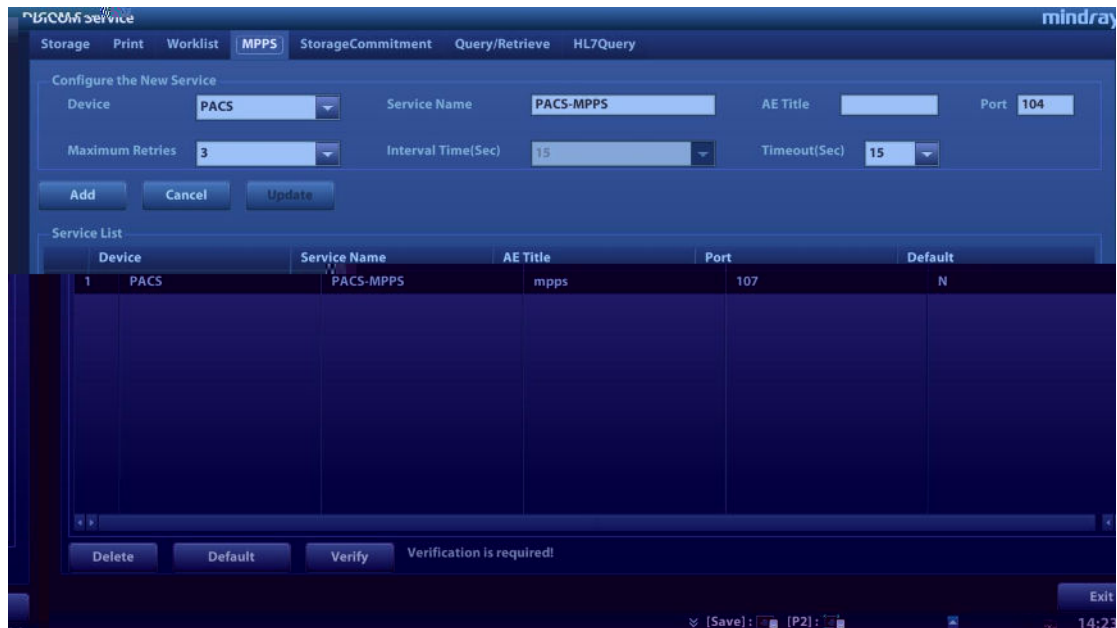 DICOM Service mindray
Storage Print Worklist MPPS StorageCommitment Query/Retrieve HL7Query
Configure the New Service
Device PACS Service Name PACS-MPPS AE Title Port 104
Maximum Retries 3 Interval Time(Sec) 15 Timeout(Sec) 15
Add Cancel Update
Service List
Device Service Name AE Title Port Default
1 PACS PACS-MPPS mpps 107 N
Delete Default Verify Verification is required!
Exit
[Save]: [P2]: 14:23